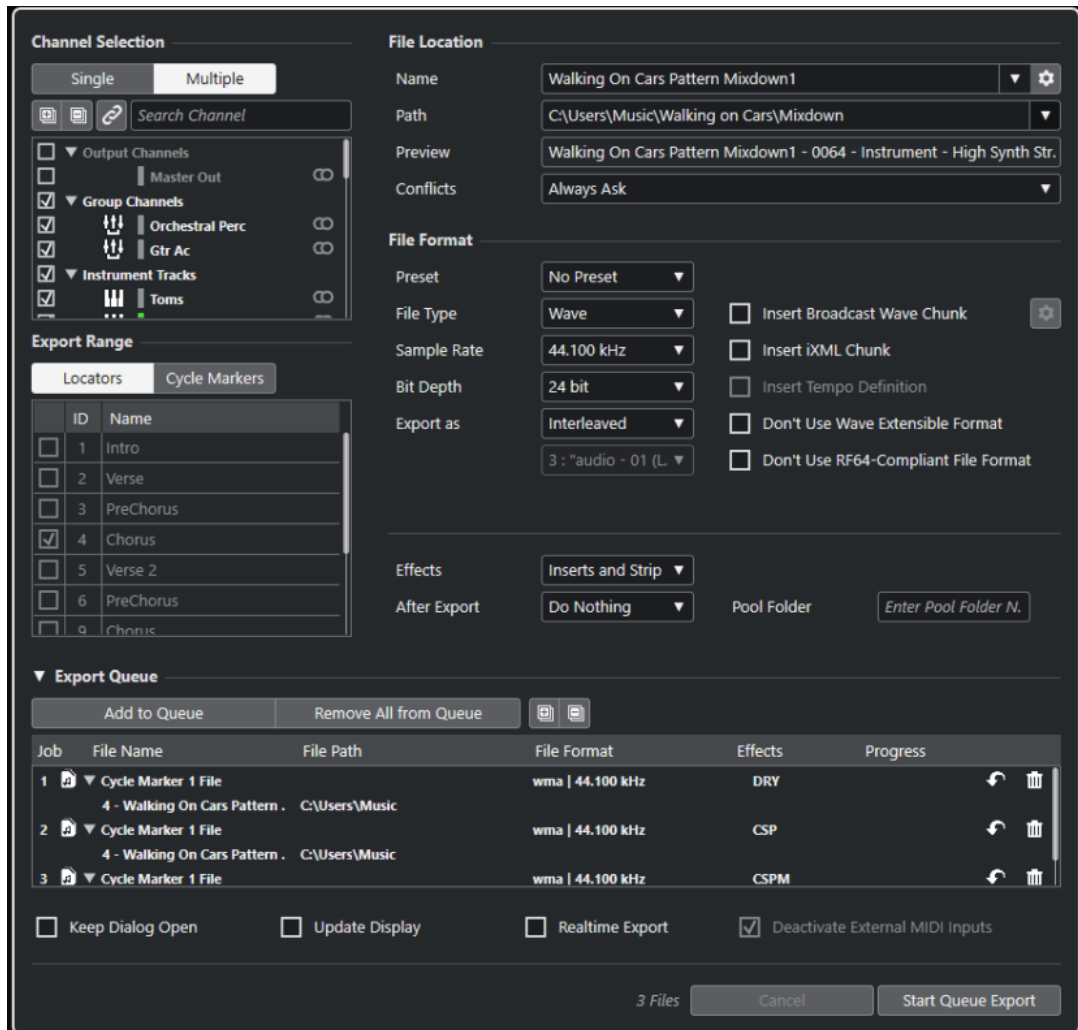 Channel Selection
Single Multiple
Search Channel
Output Channels
Master Out
Group Channels
Orchestral Perc
Gtr Ac
Instrument Tracks
Toms
Export Range
Locators Cycle Markers
ID Name
1 Intro
2 Verse
3 PreChorus
4 Chorus
5 Verse 2
6 PreChorus
9 Chorus
File Location
Name Walking On Cars Pattern Mixdown1
Path C:\Users\Music\Walking on Cars\Mixdown
Preview Walking On Cars Pattern Mixdown1 - 0064 - Instrument - High Synth Str.
Conflicts Always Ask
File Format
Preset No Preset
File Type Wave Insert Broadcast Wave Chunk
Sample Rate 44.100 kHz Insert iXML Chunk
Bit Depth 24 bit Insert Tempo Definition
Export as Interleaved Don't Use Wave Extensible Format
3 : "audio - 01 (L. Don't Use RF64-Compliant File Format
Effects Inserts and Strip
After Export Do Nothing Pool Folder Enter Pool Folder N.
Export Queue
Add to Queue Remove All from Queue
Job File Name File Path File Format Effects Progress
1 Cycle Marker 1 File wma | 44.100 kHz DRY
4 - Walking On Cars Pattern . C:\Users\Music
2 Cycle Marker 1 File wma | 44.100 kHz CSP
4 - Walking On Cars Pattern . C:\Users\Music
3 Cycle Marker 1 File wma | 44.100 kHz CSPM
Keep Dialog Open Update Display Realtime Export Deactivate External MIDI Inputs
3 Files Cancel Start Queue Export